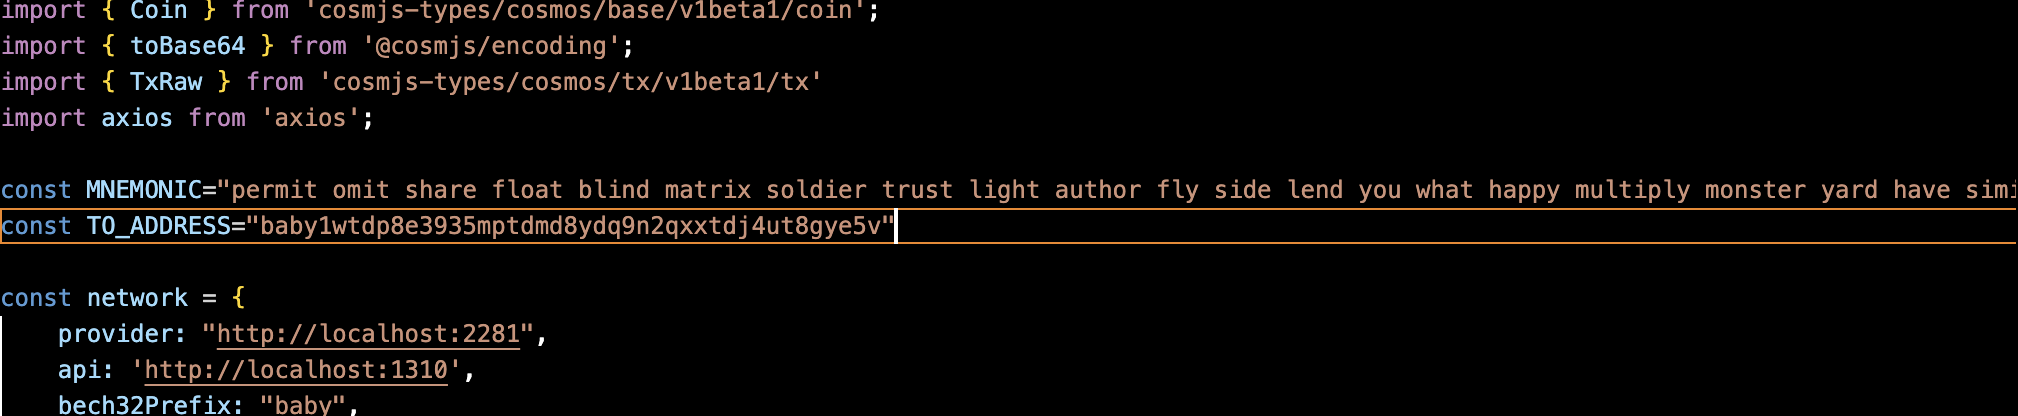 import { Coin } from 'cosmjs-types/cosmos/base/v1beta1/coin';
import { toBase64 } from '@cosmjs/encoding';
import { TxRaw } from 'cosmjs-types/cosmos/tx/v1beta1/tx'
import axios from 'axios';
const MNEMONIC="permit omit share float blind matrix soldier trust light author fly side lend you what happy multiply monster yard have simi
const TO_ADDRESS="baby1wtdp8e3935mptdmd8ydq9n2qxxtdj4ut8gye5v"
const network = {
provider: "http://localhost:2281",
api: 'http://localhost:1310',
bech32Prefix: "baby",